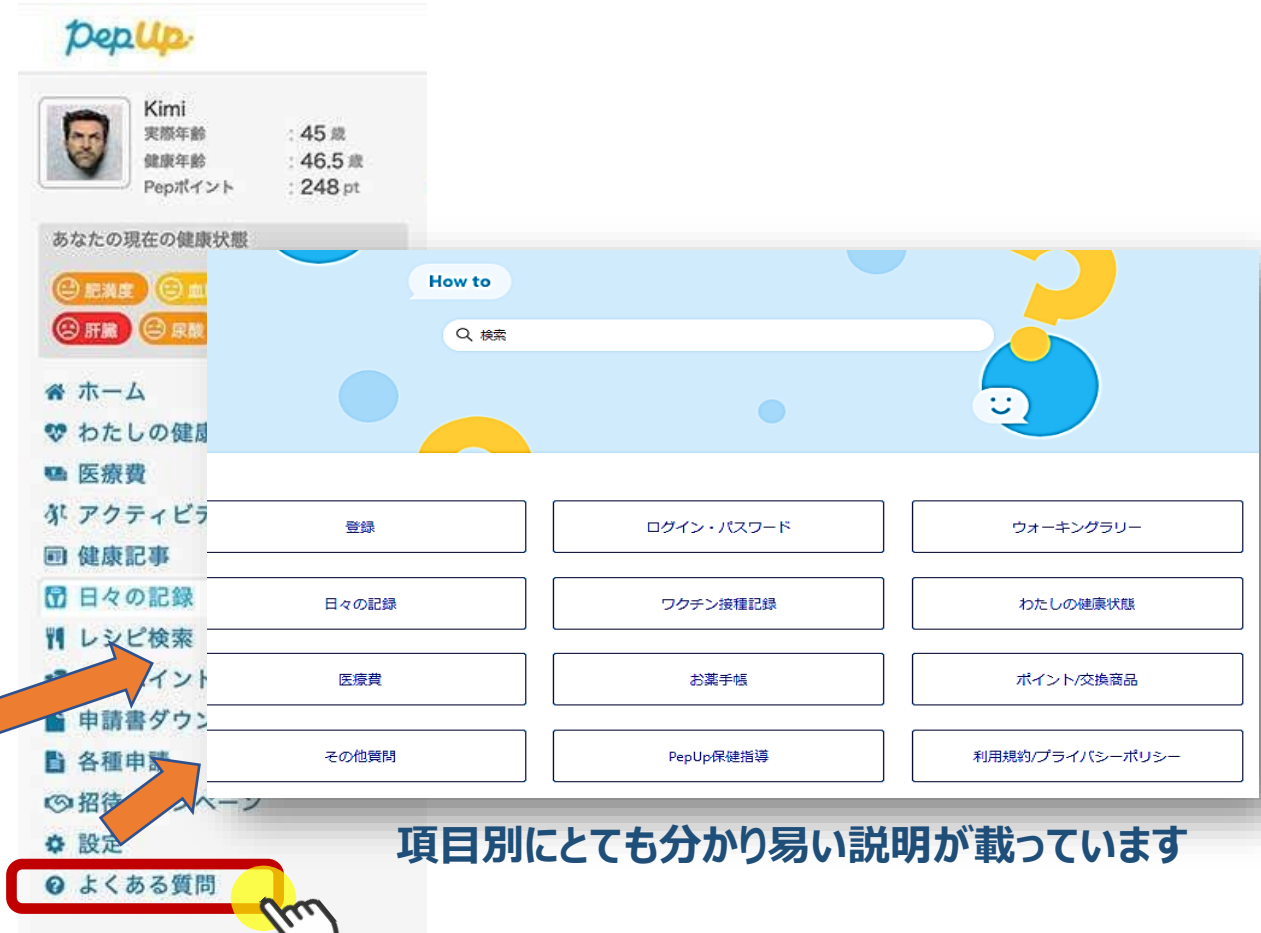 PepUp
Kimi
実際年齢 : 45 歳
健康年齢 : 46.5 歳
Pepポイント : 248 pt
あなたの現在の健康状態
肥満度 血
肝臓 尿酸
ホーム
わたしの健康
医療費
アクティビテ
健康記事
日々の記録
レシピ検索
イント
申請書ダウン
各種申請
招待 ペーン
設定
よくある質問
How to
検索
登録 ログイン・パスワード ウォーキングラリー
日々の記録 ワクチン接種記録 わたしの健康状態
医療費 お薬手帳 ポイント/交換商品
その他質問 PepUp保健指導 利用規約/プライバシーポリシー
項目別にとても分かり易い説明が載っています